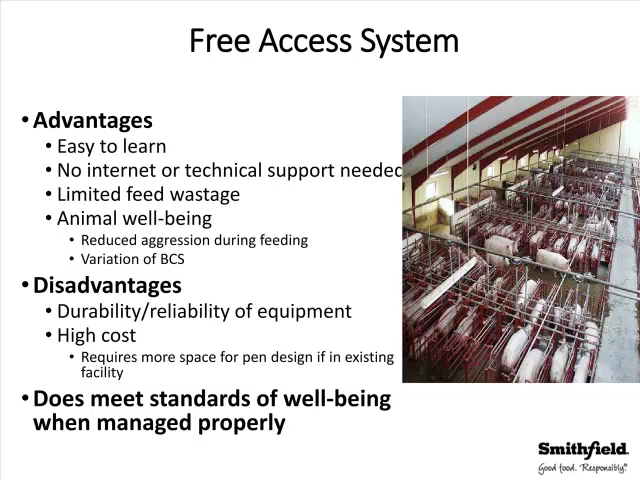 Free Access System
• Advantages
• Easy to learn
• No internet or technical support needed
• Limited feed wastage
• Animal well-being
• Reduced aggression during feeding
• Variation of BCS
• Disadvantages
• Durability/reliability of equipment
• High cost
• Requires more space for pen design if in existing
facility
• Does meet standards of well-being
when managed properly
Smithfield.
Good food. Responsibly.®